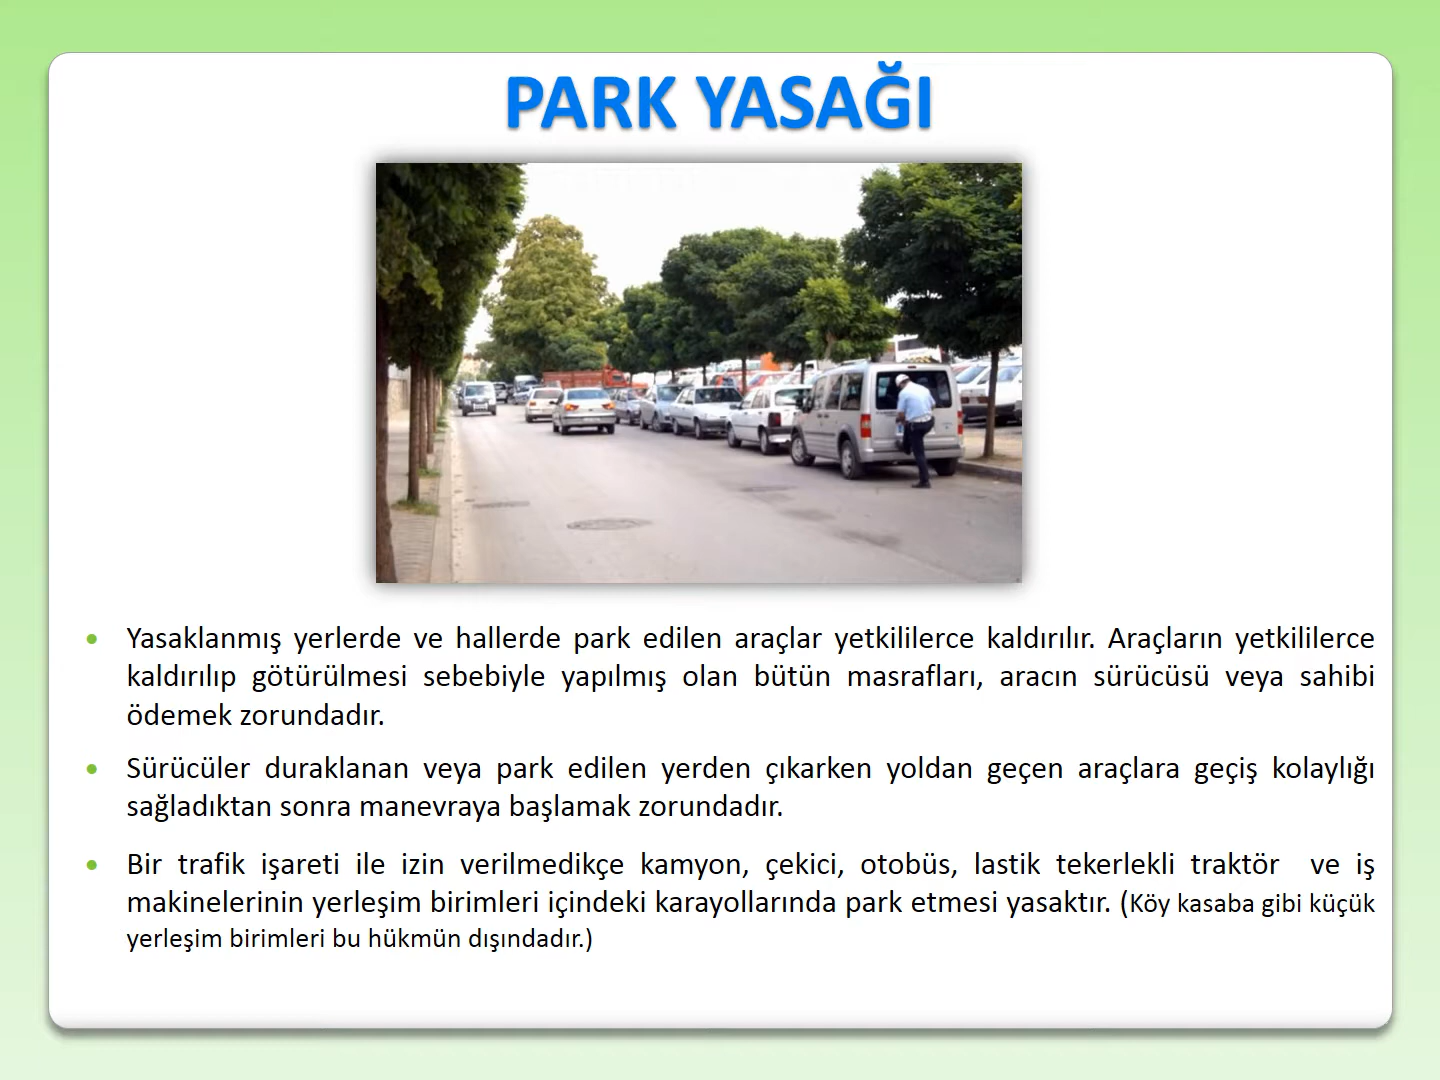 PARK YASAĞI
Yasaklanmış yerlerde ve hallerde park edilen araçlar yetkililerce kaldırılır. Araçların yetkililerce
kaldırılıp götürülmesi sebebiyle yapılmış olan bütün masrafları, aracın sürücüsü veya sahibi
ödemek zorundadır.
Sürücüler duraklanan veya park edilen yerden çıkarken yoldan geçen araçlara geçiş kolaylığı
sağladıktan sonra manevraya başlamak zorundadır.
Bir trafik işareti ile izin verilmedikçe kamyon, çekici, otobüs, lastik tekerlekli traktör  ve iş
makinelerinin yerleşim birimleri içindeki karayollarında park etmesi yasaktır. (Köy kasaba gibi küçük
yerleşim birimleri bu hükmün dışındadır.)